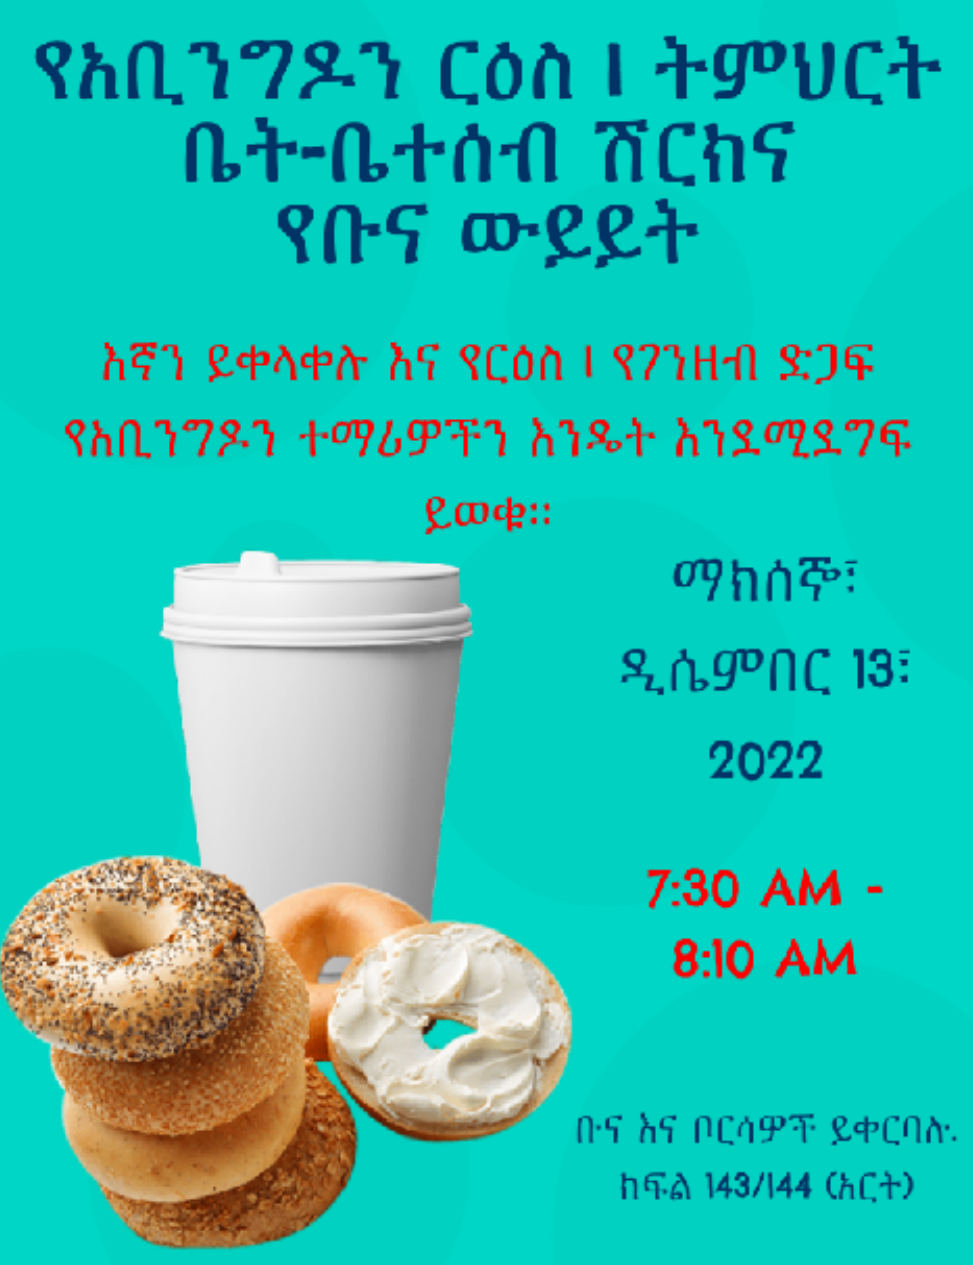 የአቢንግዶን ርዕስ I ትምህርት
ቤት-ቤተሰብ ሽርክና
የቡና ውይይት
እኛን ይቀላቀሉ እና የርዕስ I የገንዘብ ድጋፍ
የአቢንግዶን ተማሪዎችን እንዴት እንደሚደግፍ
ይወቁ።
ማክሰኞ፣
ዲሴምበር 13፣
2022
7:30 AM -
8:10 AM
ቡና እና ቦርሳዎች ይቀርባሉ.
ክፍል 143/144 (አርት)